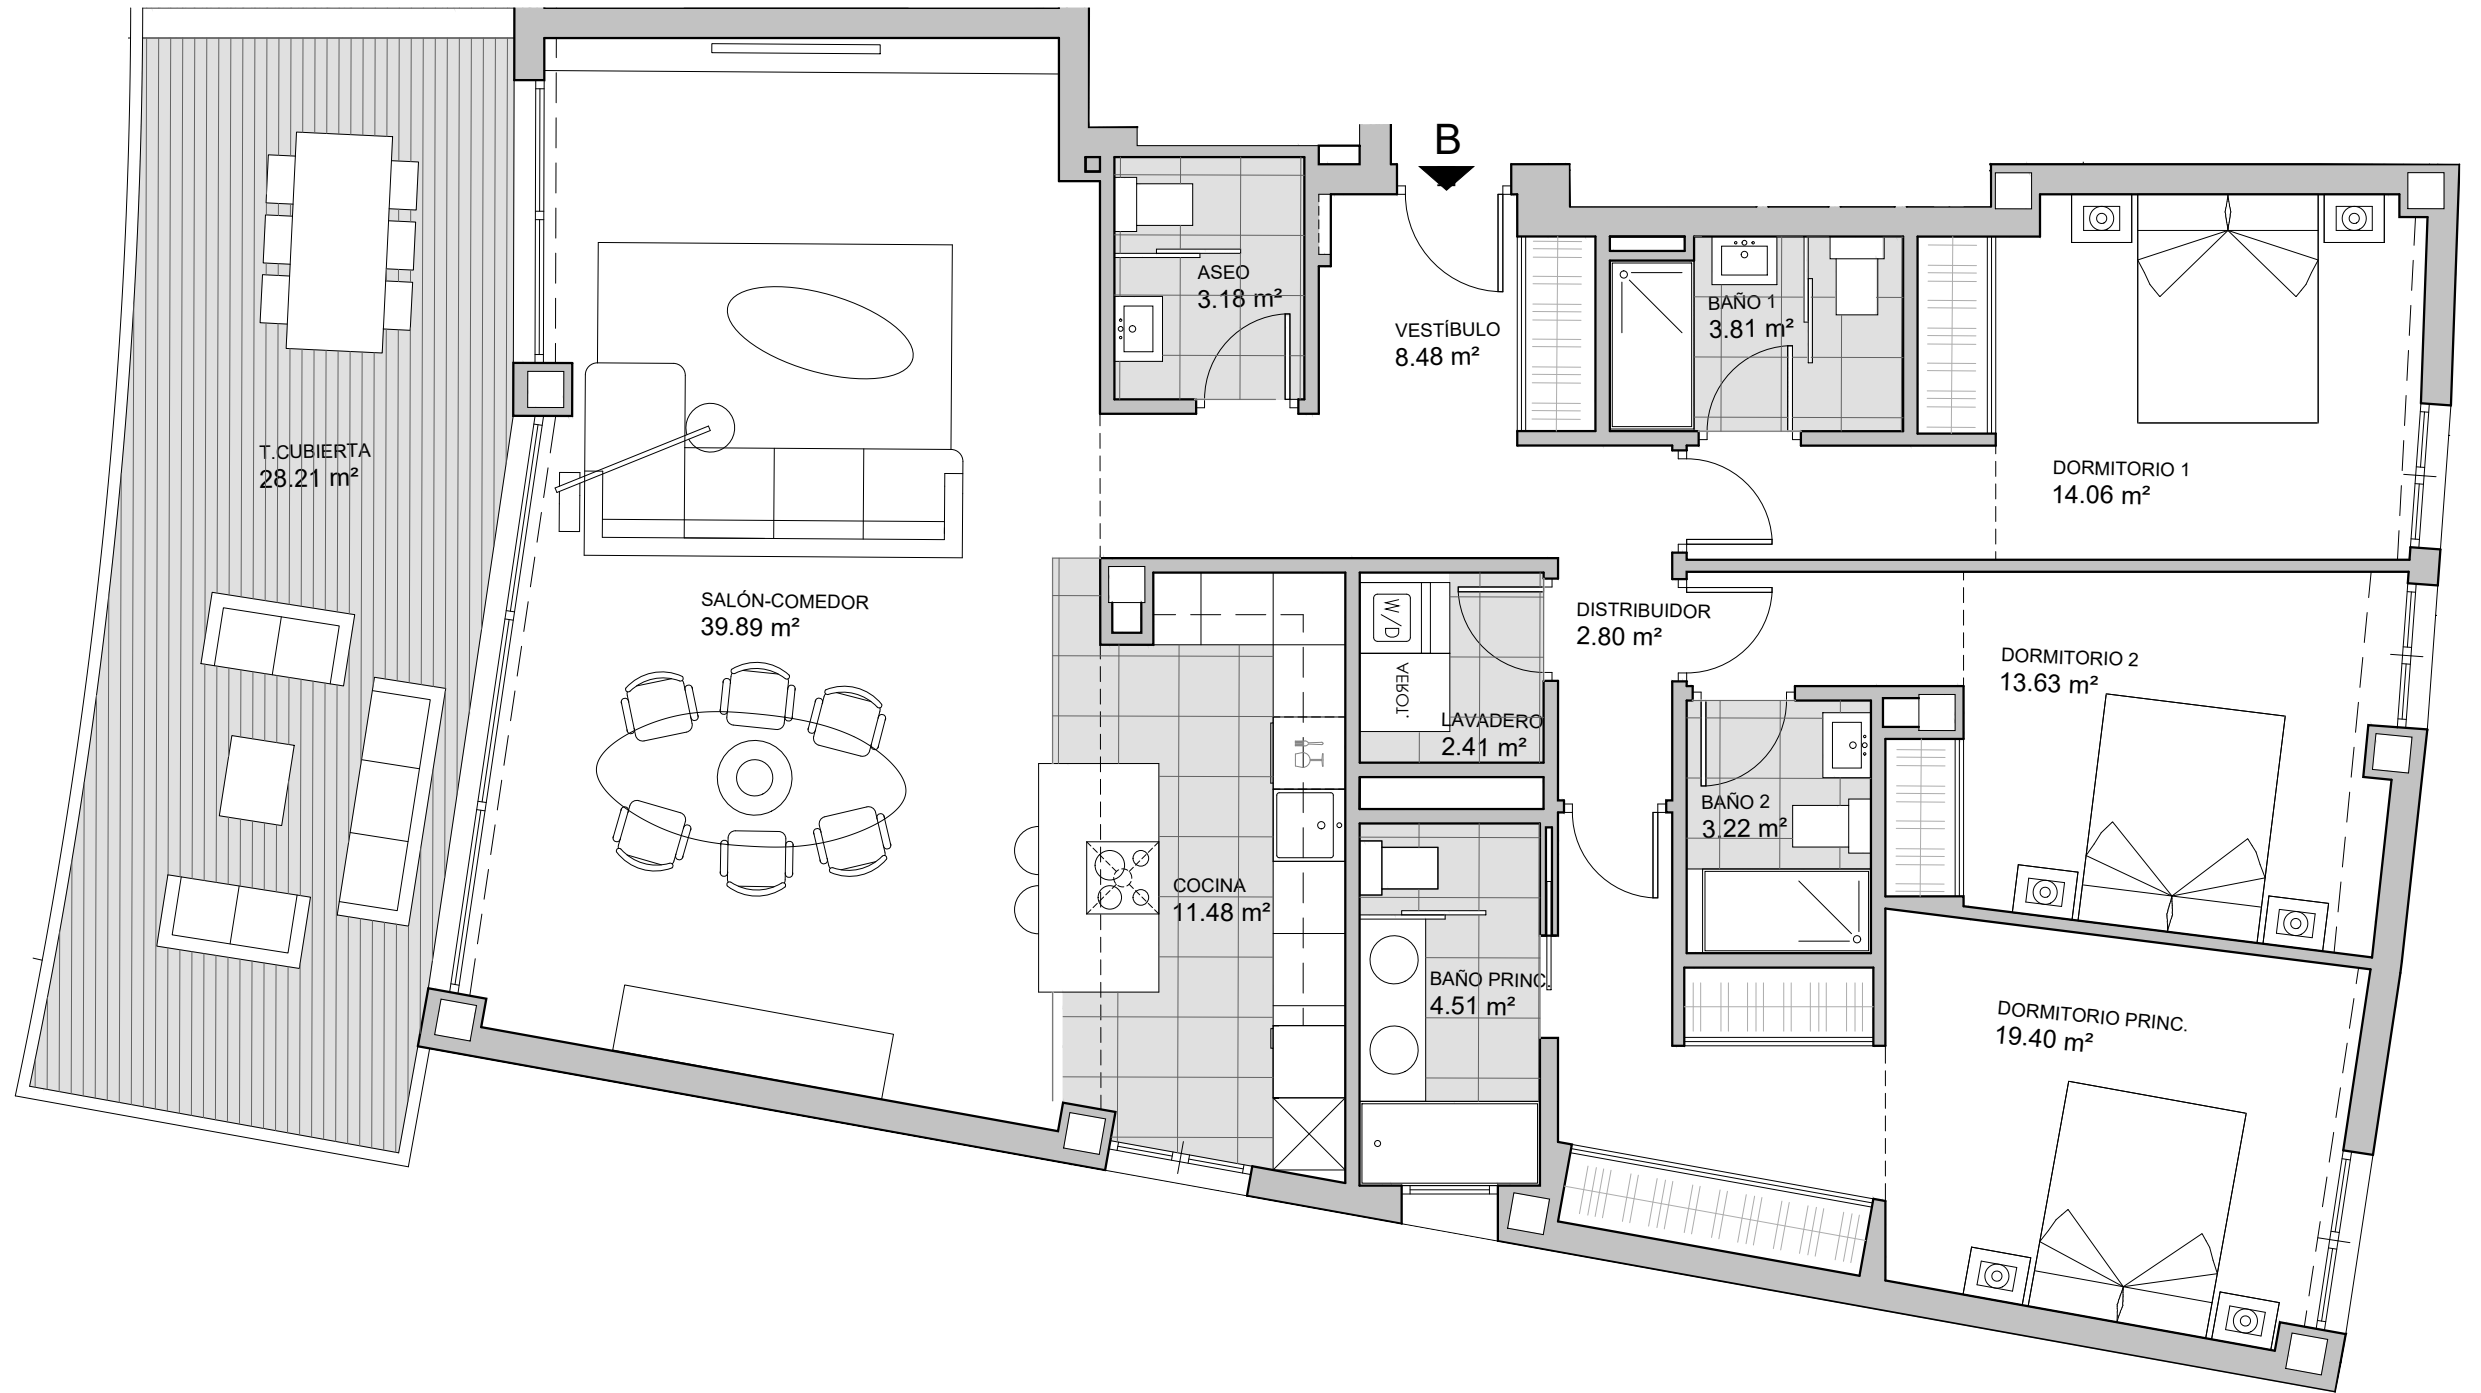 B
ASEO
3.18 m²
VESTÍBULO
8.48 m²
BAÑO 1
3.81 m²
T.CUBIERTA
28.21 m²
DORMITORIO 1
14.06 m²
SALÓN-COMEDOR
39.89 m²
W/D
AEROT.
LAVADERO
2.41 m²
DISTRIBUIDOR
2.80 m²
DORMITORIO 2
13.63 m²
BAÑO 2
3.22 m²
COCINA
11.48 m²
BAÑO PRINC.
4.51 m²
DORMITORIO PRINC.
19.40 m²